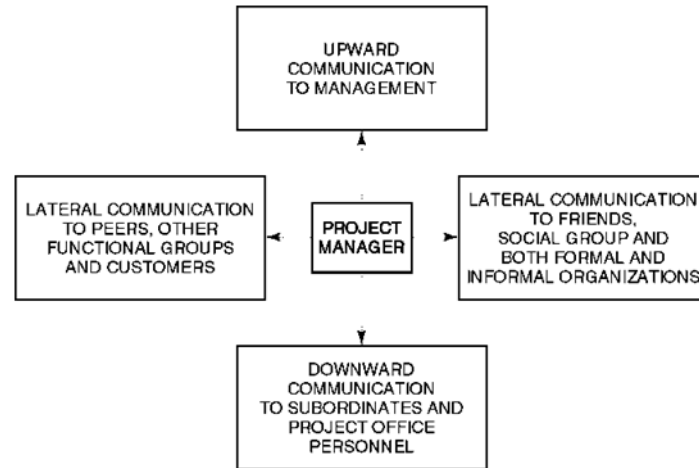 UPWARD
COMMUNICATION
TO MANAGEMENT
LATERAL COMMUNICATION
TO PEERS, OTHER
FUNCTIONAL GROUPS
AND CUSTOMERS
PROJECT
MANAGER
LATERAL COMMUNICATION
TO FRIENDS,
SOCIAL GROUP AND
BOTH FORMAL AND
INFORMAL ORGANIZATIONS
DOWNWARD
COMMUNICATION
TO SUBORDINATES AND
PROJECT OFFICE
PERSONNEL